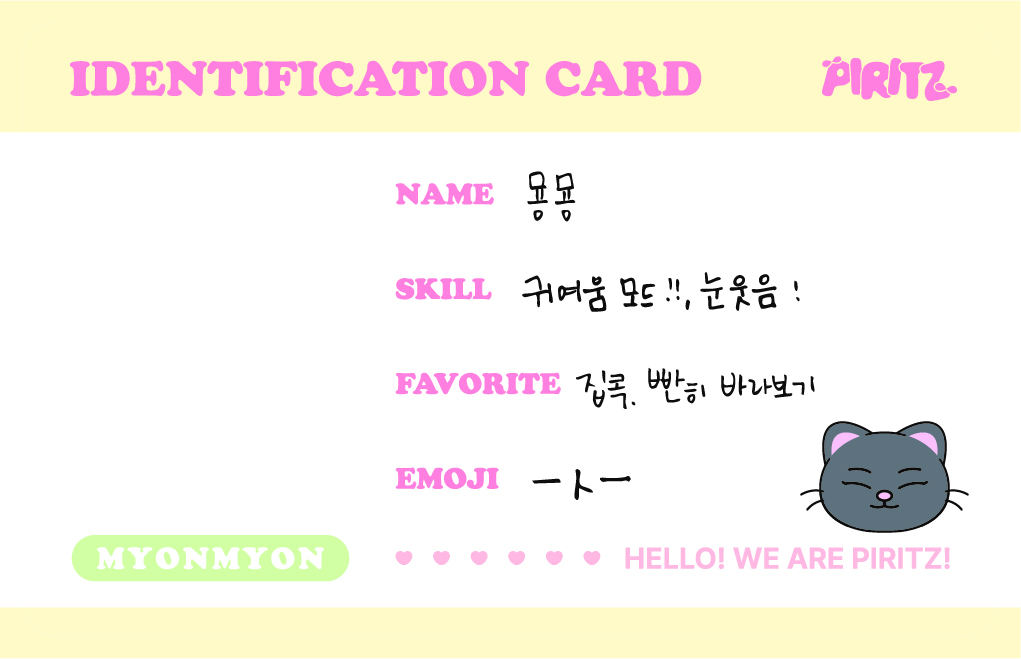 IDENTIFICATION CARD PIRITZ
NAME 묭묭
SKILL 귀여움 모드!!, 눈웃음!
FAVORITE 집콕, 빤히 바라보기
EMOJI ㅡㅅㅡ
MYONMYON HELLO! WE ARE PIRITZ!